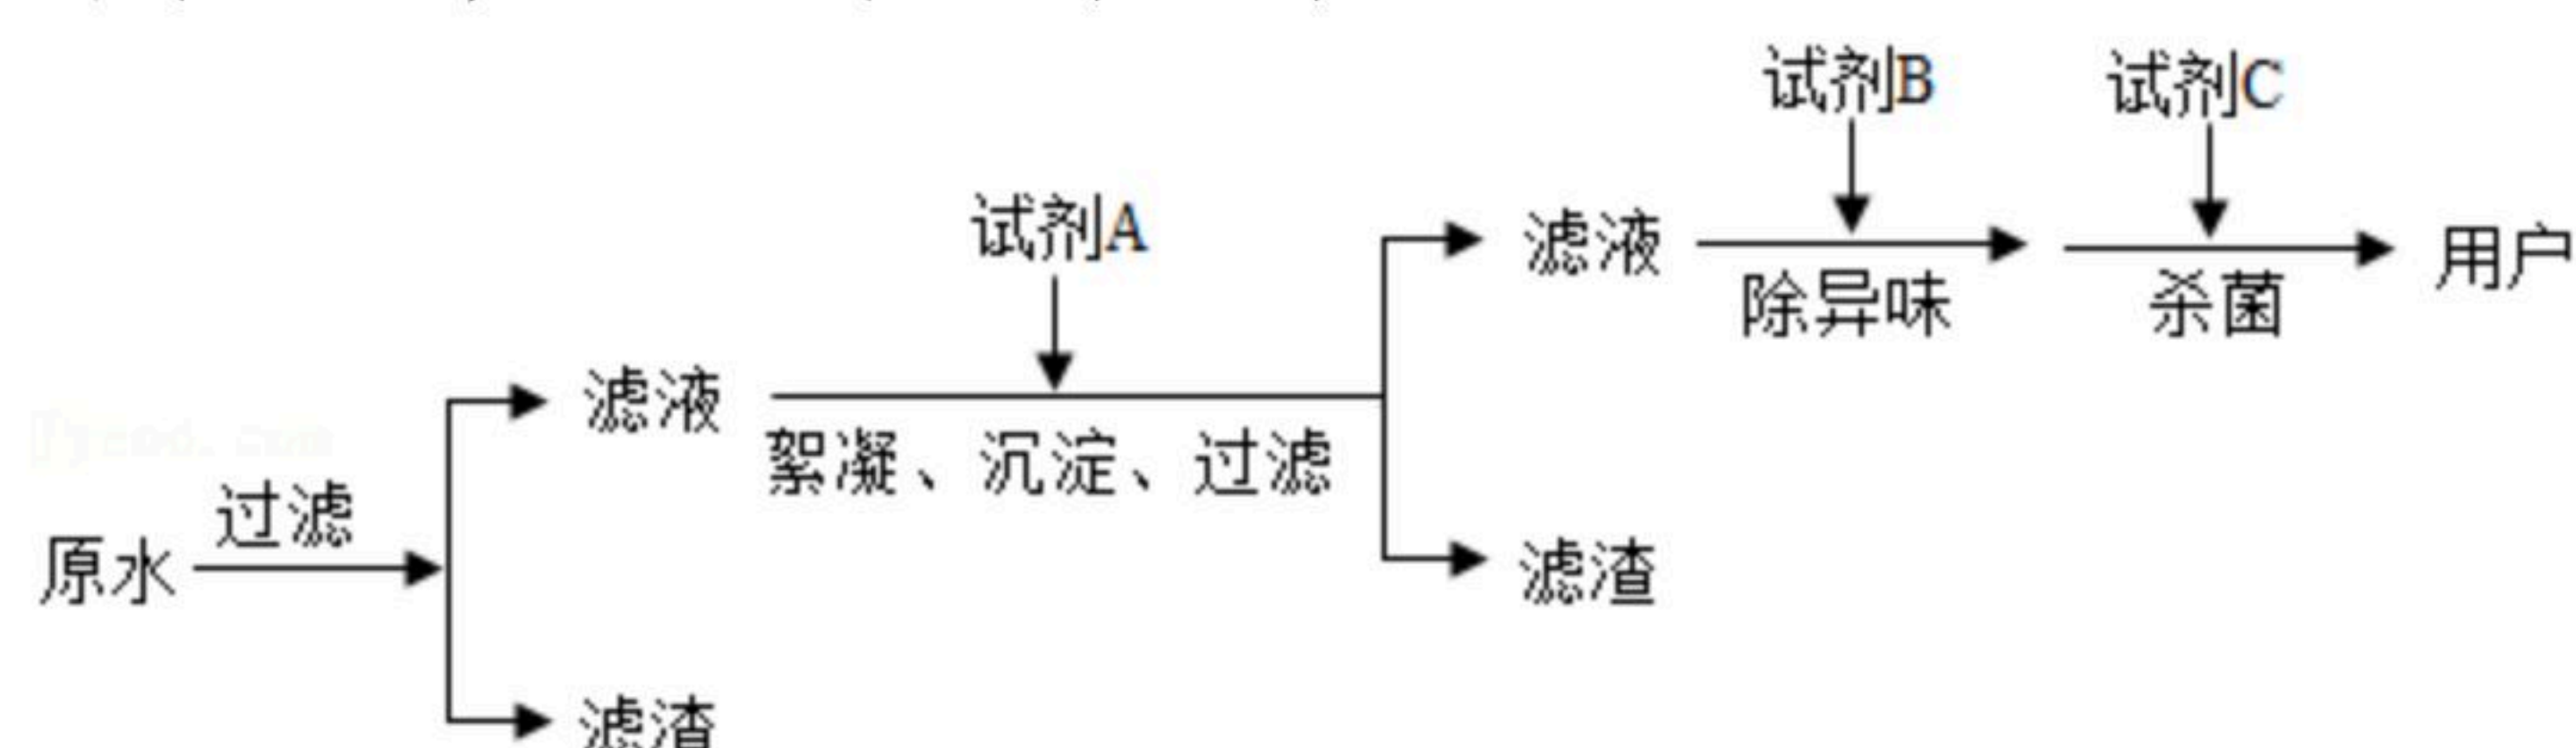 试剂B
试剂C
试剂A
滤液
用户
除异味
杀菌
滤液
絮凝、沉淀、过滤
过滤
原水
滤渣
滤渣